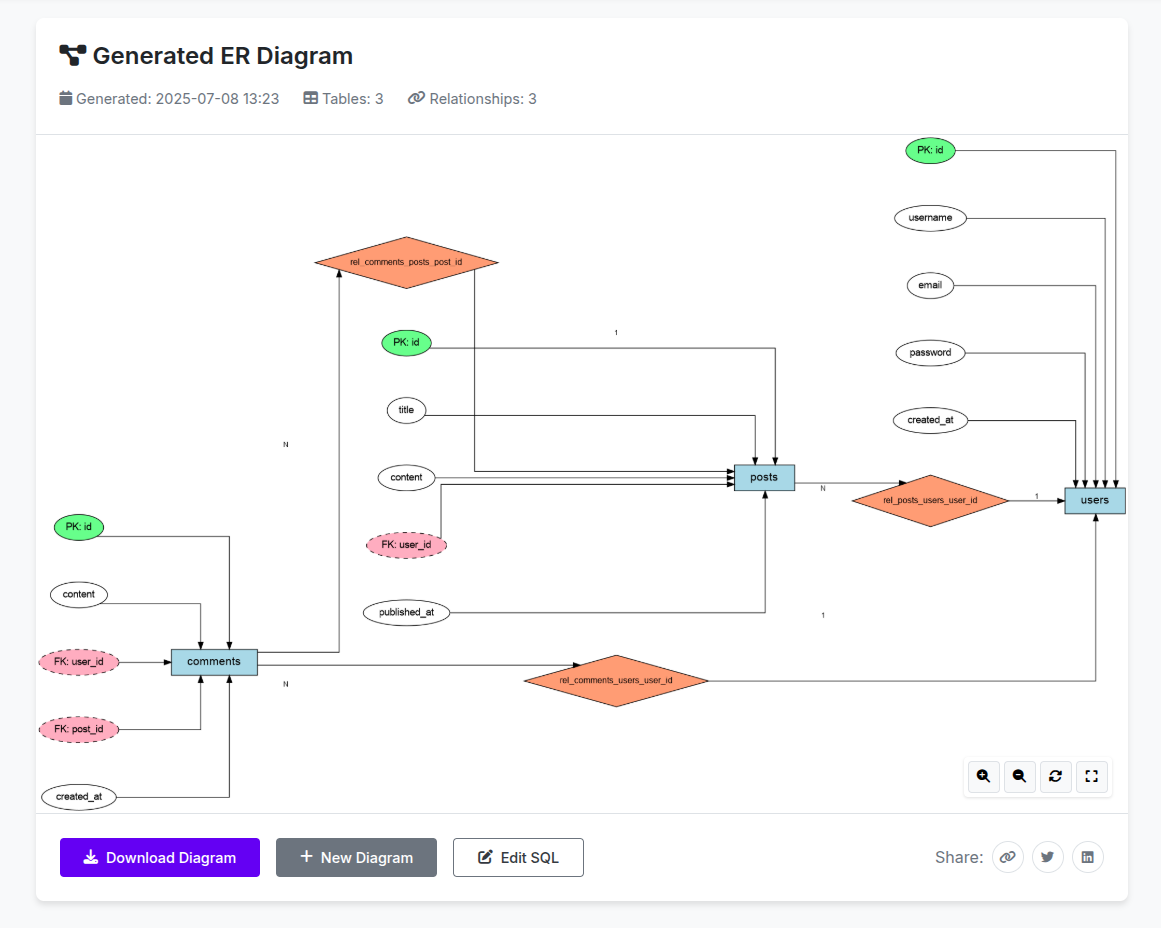 Generated ER Diagram
Generated: 2025-07-08 13:23 Tables: 3 Relationships: 3
PK: id
username
rel_comments_posts_post_id
email
1
PK: id
password
title
created_at
N
content
posts
N
rel_posts_users_user_id
1
users
PK: id
FK: user_id
content
published_at
1
FK: user_id
comments
rel_comments_users_user_id
N
FK: post_id
created_at
Download Diagram
New Diagram
Edit SQL
Share: